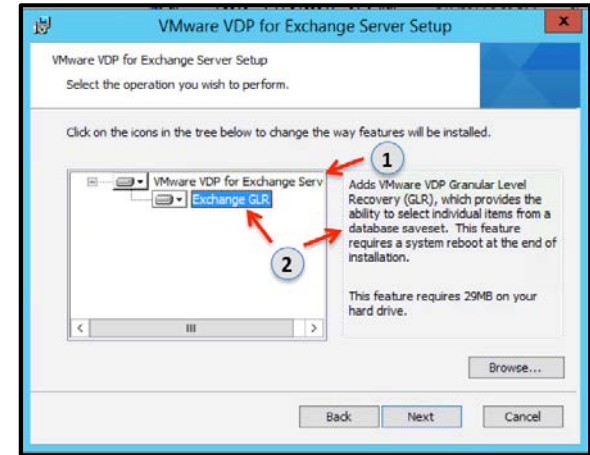 VMware VDP for Exchange Server Setup
x
VMware VDP for Exchange Server Setup
Select the operation you wish to perform.
Click on the icons in the tree below to change the way features will be installed.
1
VMware VDP for Exchange Serv
Exchange GLR
2
Adds VMware VDP Granular Level
Recovery (GLR), which provides the
ability to select individual items from a
database saveset. This feature
requires a system reboot at the end of
installation.
This feature requires 29MB on your
hard drive.
Browse...
Back
Next
Cancel